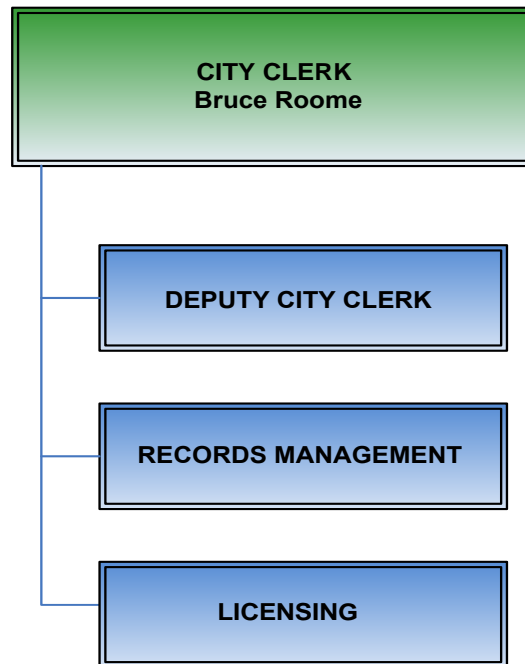 CITY CLERK
Bruce Roome
DEPUTY CITY CLERK
RECORDS MANAGEMENT
LICENSING